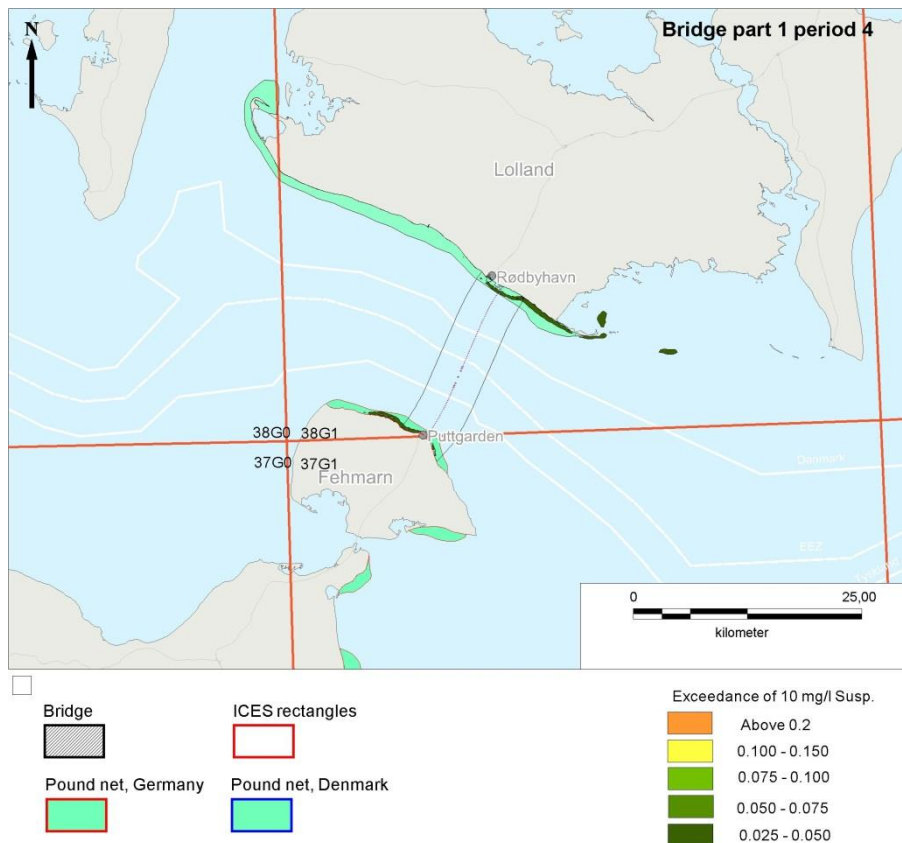 Bridge part 1 period 4
N
Lolland
Rødbyhavn
38G0 38G1
Puttgarden
37G0 37G1
Fehmarn
Denmark
EEZ
0 25,00
kilometer
Bridge
ICES rectangles
Pound net, Germany
Pound net, Denmark
Exceedance of 10 mg/l Susp.
Above 0.2
0.100 - 0.150
0.075 - 0.100
0.050 - 0.075
0.025 - 0.050